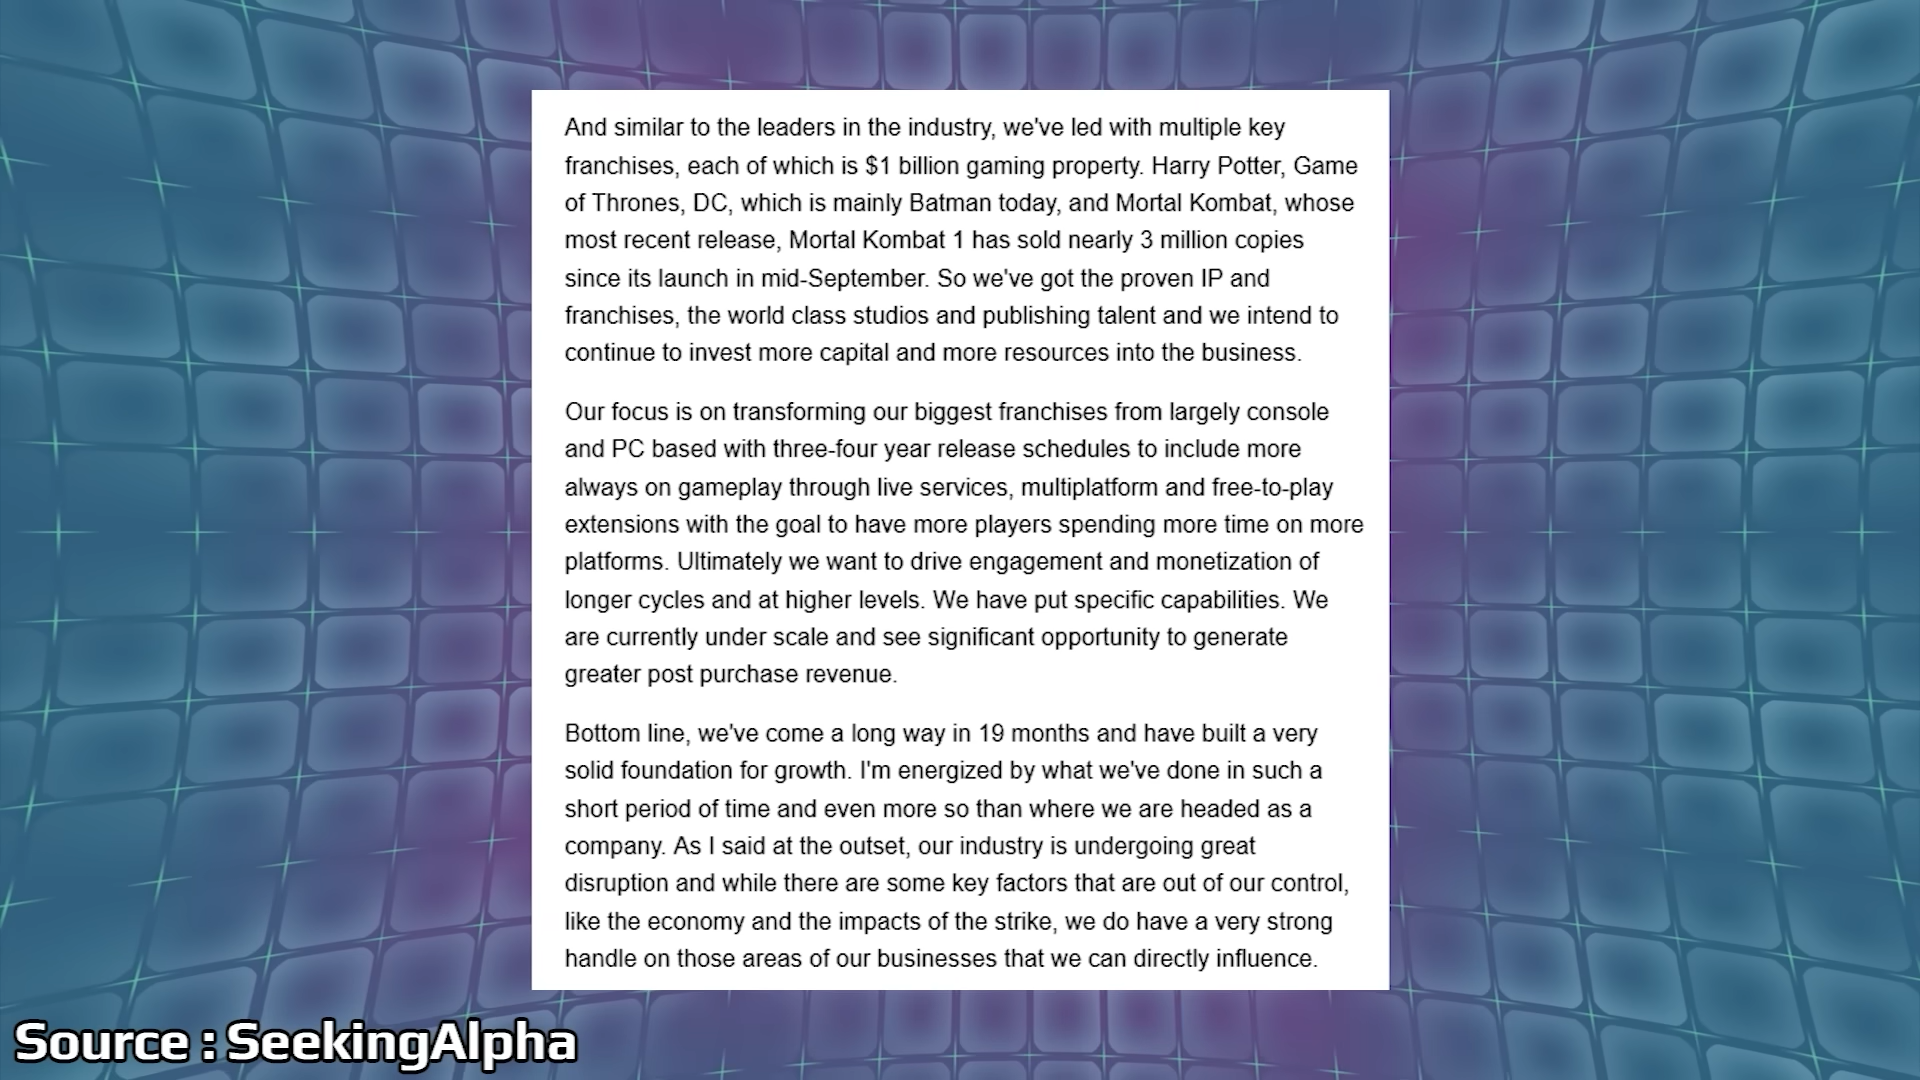 And similar to the leaders in the industry, we've led with multiple key
franchises, each of which is $1 billion gaming property. Harry Potter, Game
of Thrones, DC, which is mainly Batman today, and Mortal Kombat, whose
most recent release, Mortal Kombat 1 has sold nearly 3 million copies
since its launch in mid-September. So we've got the proven IP and
franchises, the world class studios and publishing talent and we intend to
continue to invest more capital and more resources into the business.
Our focus is on transforming our biggest franchises from largely console
and PC based with three-four year release schedules to include more
always on gameplay through live services, multiplatform and free-to-play
extensions with the goal to have more players spending more time on more
platforms. Ultimately we want to drive engagement and monetization of
longer cycles and at higher levels. We have put specific capabilities. We
are currently under scale and see significant opportunity to generate
greater post purchase revenue.
Bottom line, we've come a long way in 19 months and have built a very
solid foundation for growth. I'm energized by what we've done in such a
short period of time and even more so than where we are headed as a
company. As I said at the outset, our industry is undergoing great
disruption and while there are some key factors that are out of our control,
like the economy and the impacts of the strike, we do have a very strong
handle on those areas of our businesses that we can directly influence.
Source : SeekingAlpha